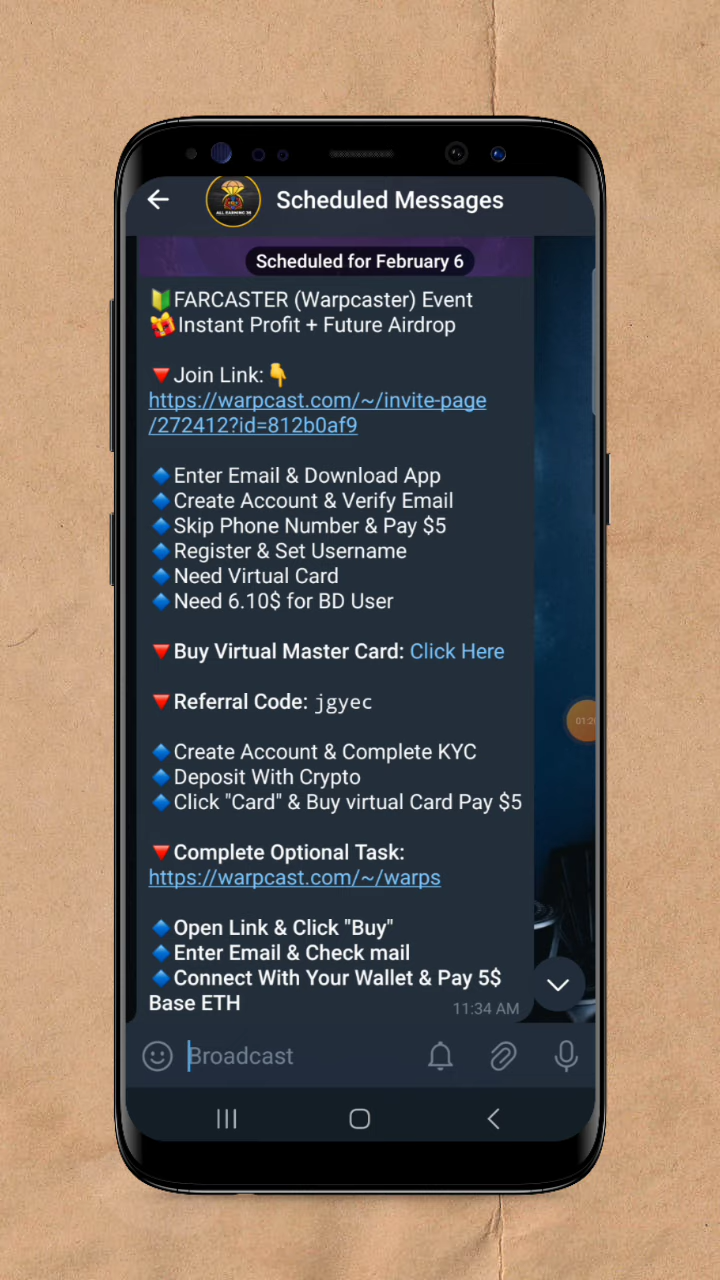 ALL EARNING 24
Scheduled Messages
Scheduled for February 6
🔰FARCASTER (Warpcaster) Event
🎁Instant Profit + Future Airdrop
🔻Join Link:👇
https://warpcast.com/~/invite-page
/272412?id=812b0af9
🔹Enter Email & Download App
🔹Create Account & Verify Email
🔹Skip Phone Number & Pay $5
🔹Register & Set Username
🔹Need Virtual Card
🔹Need 6.10$ for BD User
🔻Buy Virtual Master Card: Click Here
🔻Referral Code: jgyec
🔹Create Account & Complete KYC
🔹Deposit With Crypto
🔹Click "Card" & Buy virtual Card Pay $5
🔻Complete Optional Task:
https://warpcast.com/~/warps
🔹Open Link & Click "Buy"
🔹Enter Email & Check mail
🔹Connect With Your Wallet & Pay 5$
Base ETH
11:34 AM
Broadcast